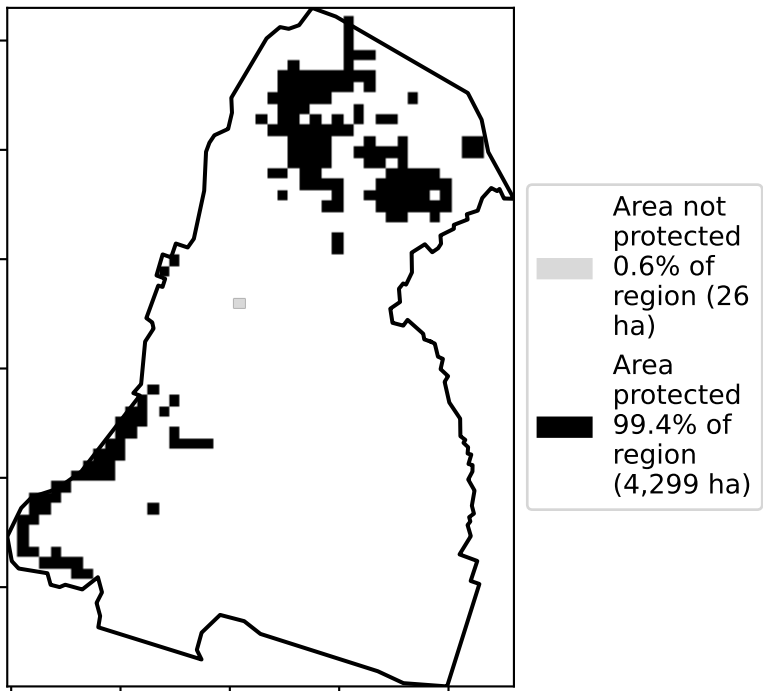 Area not
protected
0.6% of
region (26
ha)
Area
protected
99.4% of
region
(4,299 ha)